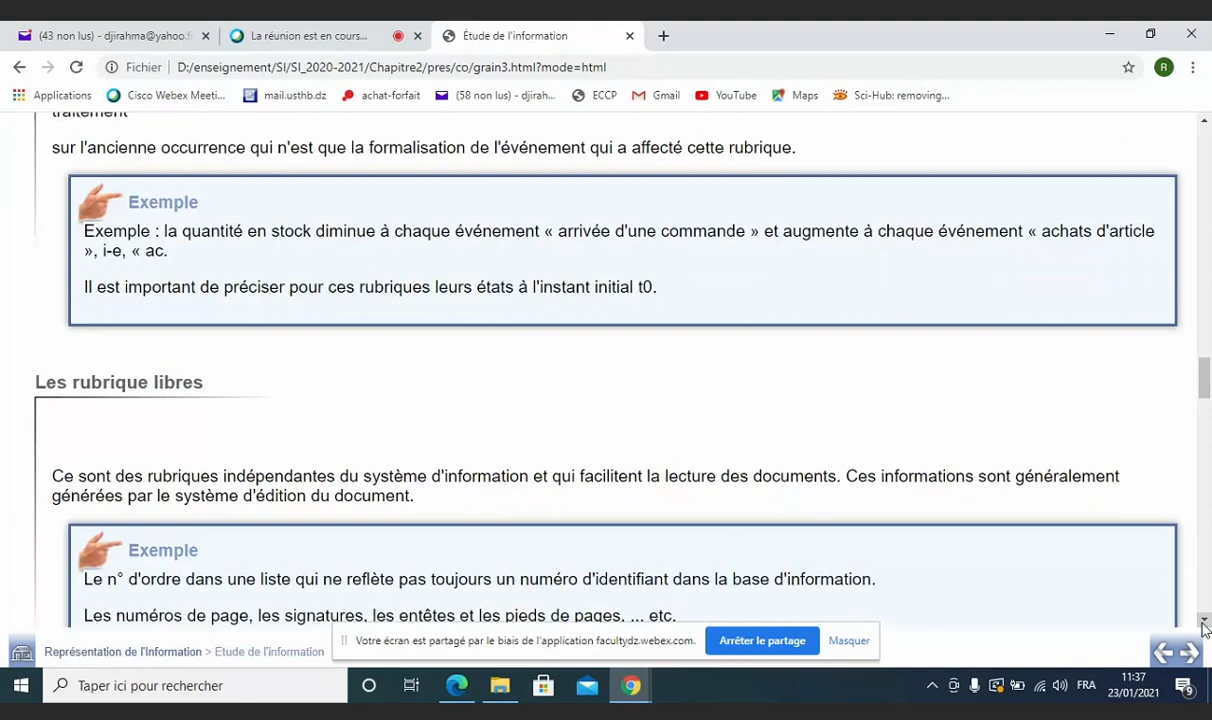 (43 non lus) - djirahma@yahoo.f
La réunion est en cours...
Étude de l'information
Fichier
D:/enseignement/SI/SI_2020-2021/Chapitre2/pres/co/grain3.html?mode=html
R
Applications
Cisco Webex Meeti...
mail.usthb.dz
achat-forfait
(58 non lus) - djirah...
ECCP
Gmail
YouTube
Maps
Sci-Hub: removing...
traitement
sur l'ancienne occurrence qui n'est que la formalisation de l'événement qui a affecté cette rubrique.
Exemple
Exemple : la quantité en stock diminue à chaque événement « arrivée d'une commande » et augmente à chaque événement « achats d'article
», i-e, « ac.
Il est important de préciser pour ces rubriques leurs états à l'instant initial t0.
Les rubrique libres
Ce sont des rubriques indépendantes du système d'information et qui facilitent la lecture des documents. Ces informations sont généralement
générées par le système d'édition du document.
Exemple
Le n° d'ordre dans une liste qui ne reflète pas toujours un numéro d'identifiant dans la base d'information.
Les numéros de page, les signatures, les entêtes et les pieds de pages, ... etc.
Votre écran est partagé par le biais de l'application facultydz.webex.com.
Arrêter le partage
Masquer
Représentation de l'Information > Étude de l'information
Taper ici pour rechercher
FRA
11:37
23/01/2021
9